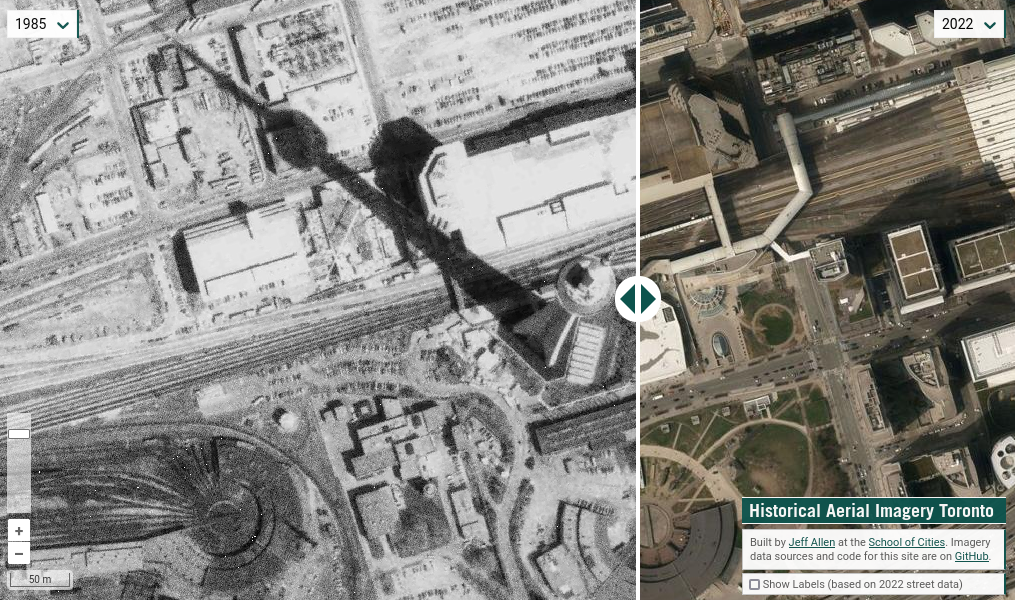 1985
2022
+
–
50 m
Historical Aerial Imagery Toronto
Built by Jeff Allen at the School of Cities. Imagery
data sources and code for this site are on GitHub.
Show Labels (based on 2022 street data)